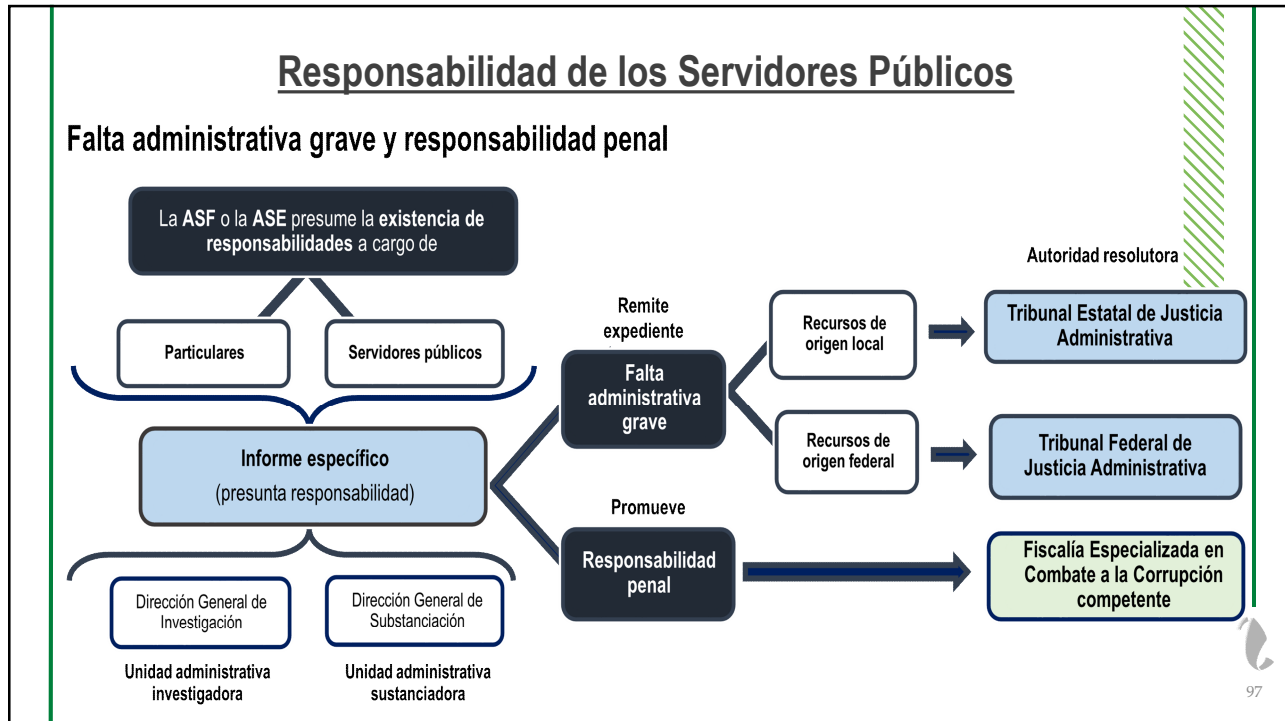 Responsabilidad de los Servidores Públicos
Falta administrativa grave y responsabilidad penal
La ASF o la ASE presume la existencia de
responsabilidades a cargo de
Particulares
Servidores públicos
Informe específico
(presunta responsabilidad)
Dirección General de
Investigación
Unidad administrativa
investigadora
Dirección General de
Substanciación
Unidad administrativa
sustanciadora
Remite
expediente
Falta
administrativa
grave
Promueve
Responsabilidad
penal
Recursos de
origen local
Recursos de
origen federal
Autoridad resolutora
Tribunal Estatal de Justicia
Administrativa
Tribunal Federal de
Justicia Administrativa
Fiscalía Especializada en
Combate a la Corrupción
competente
97